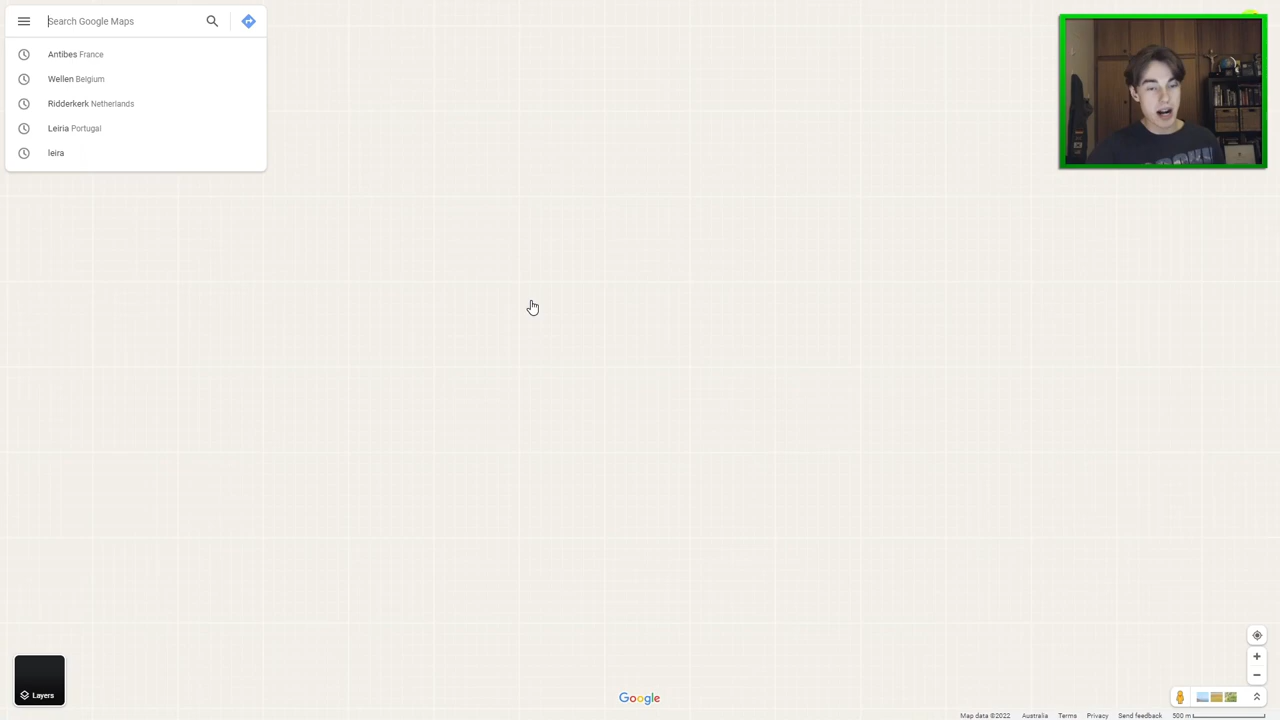 Search Google Maps
Antibes France
Wellen Belgium
Ridderkerk Netherlands
Leiria Portugal
leira
Layers
Google
Map data ©2022 Australia Terms Privacy Send feedback 500 m